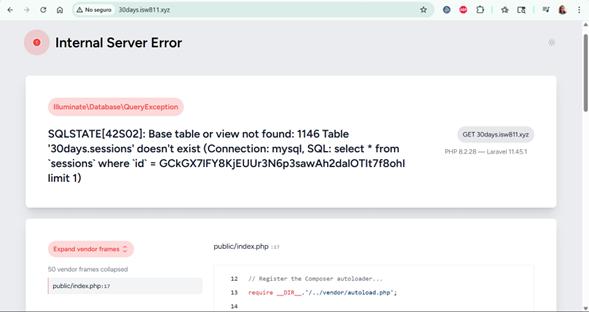 No seguro
30days.isw811.xyz
Internal Server Error
Illuminate\Database\QueryException
SQLSTATE[42S02]: Base table or view not found: 1146 Table
'30days.sessions' doesn't exist (Connection: mysql, SQL: select * from
`sessions` where `id` = GCkGX7lFY8KjEUUr3N6p3sawAh2dalOTlt7f8ohl
limit 1)
GET 30days.isw811.xyz
PHP 8.2.28 — Laravel 11.45.1
Expand vendor frames
50 vendor frames collapsed
public/index.php:17
public/index.php :17
12 // Register the Composer autoloader...
13 require __DIR__.'/../vendor/autoload.php';
14